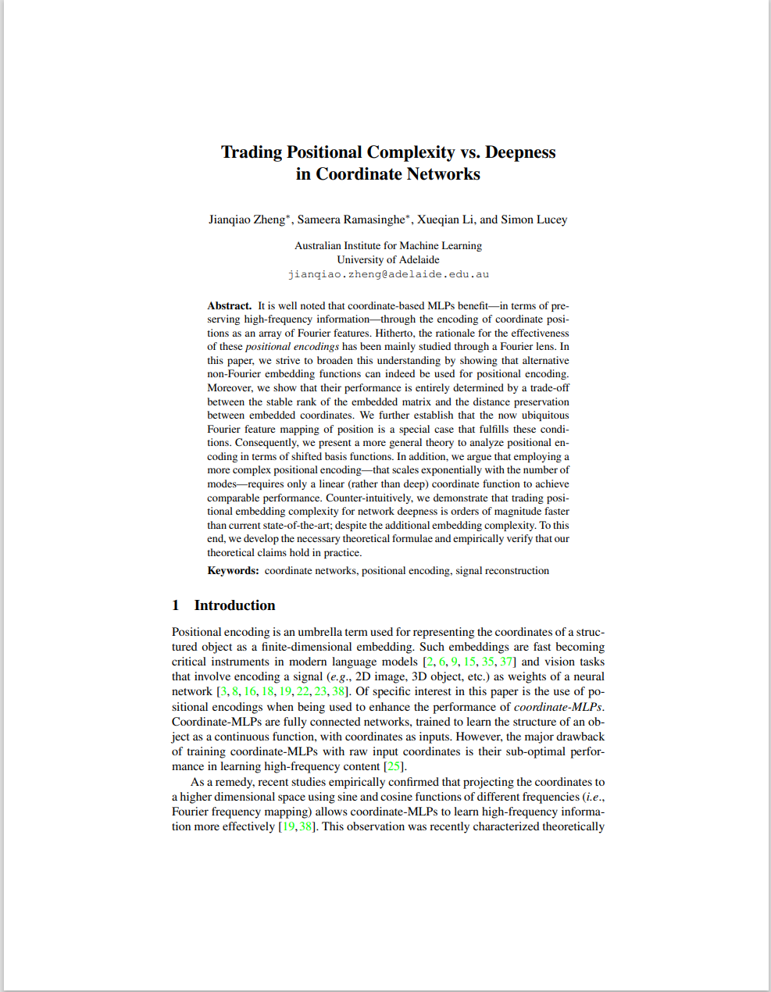 Trading Positional Complexity vs. Deepness
in Coordinate Networks
Jianqiao Zheng*, Sameera Ramasinghe*, Xueqian Li, and Simon Lucey
Australian Institute for Machine Learning
University of Adelaide
jianqiao.zheng@adelaide.edu.au
Abstract. It is well noted that coordinate-based MLPs benefit—in terms of pre-
serving high-frequency information—through the encoding of coordinate posi-
tions as an array of Fourier features. Hitherto, the rationale for the effectiveness
of these positional encodings has been mainly studied through a Fourier lens. In
this paper, we strive to broaden this understanding by showing that alternative
non-Fourier embedding functions can indeed be used for positional encoding.
Moreover, we show that their performance is entirely determined by a trade-off
between the stable rank of the embedded matrix and the distance preservation
between embedded coordinates. We further establish that the now ubiquitous
Fourier feature mapping of position is a special case that fulfills these condi-
tions. Consequently, we present a more general theory to analyze positional en-
coding in terms of shifted basis functions. In addition, we argue that employing a
more complex positional encoding—that scales exponentially with the number of
modes—requires only a linear (rather than deep) coordinate function to achieve
comparable performance. Counter-intuitively, we demonstrate that trading posi-
tional embedding complexity for network deepness is orders of magnitude faster
than current state-of-the-art; despite the additional embedding complexity. To this
end, we develop the necessary theoretical formulae and empirically verify that our
theoretical claims hold in practice.
Keywords: coordinate networks, positional encoding, signal reconstruction
1 Introduction
Positional encoding is an umbrella term used for representing the coordinates of a struc-
tured object as a finite-dimensional embedding. Such embeddings are fast becoming
critical instruments in modern language models [2, 6, 9, 15, 35, 37] and vision tasks
that involve encoding a signal (e.g., 2D image, 3D object, etc.) as weights of a neural
network [3, 8, 16, 18, 19, 22, 23, 38]. Of specific interest in this paper is the use of po-
sitional encodings when being used to enhance the performance of coordinate-MLPs.
Coordinate-MLPs are fully connected networks, trained to learn the structure of an ob-
ject as a continuous function, with coordinates as inputs. However, the major drawback
of training coordinate-MLPs with raw input coordinates is their sub-optimal perfor-
mance in learning high-frequency content [25].
As a remedy, recent studies empirically confirmed that projecting the coordinates to
a higher dimensional space using sine and cosine functions of different frequencies (i.e.,
Fourier frequency mapping) allows coordinate-MLPs to learn high-frequency informa-
tion more effectively [19, 38]. This observation was recently characterized theoretically